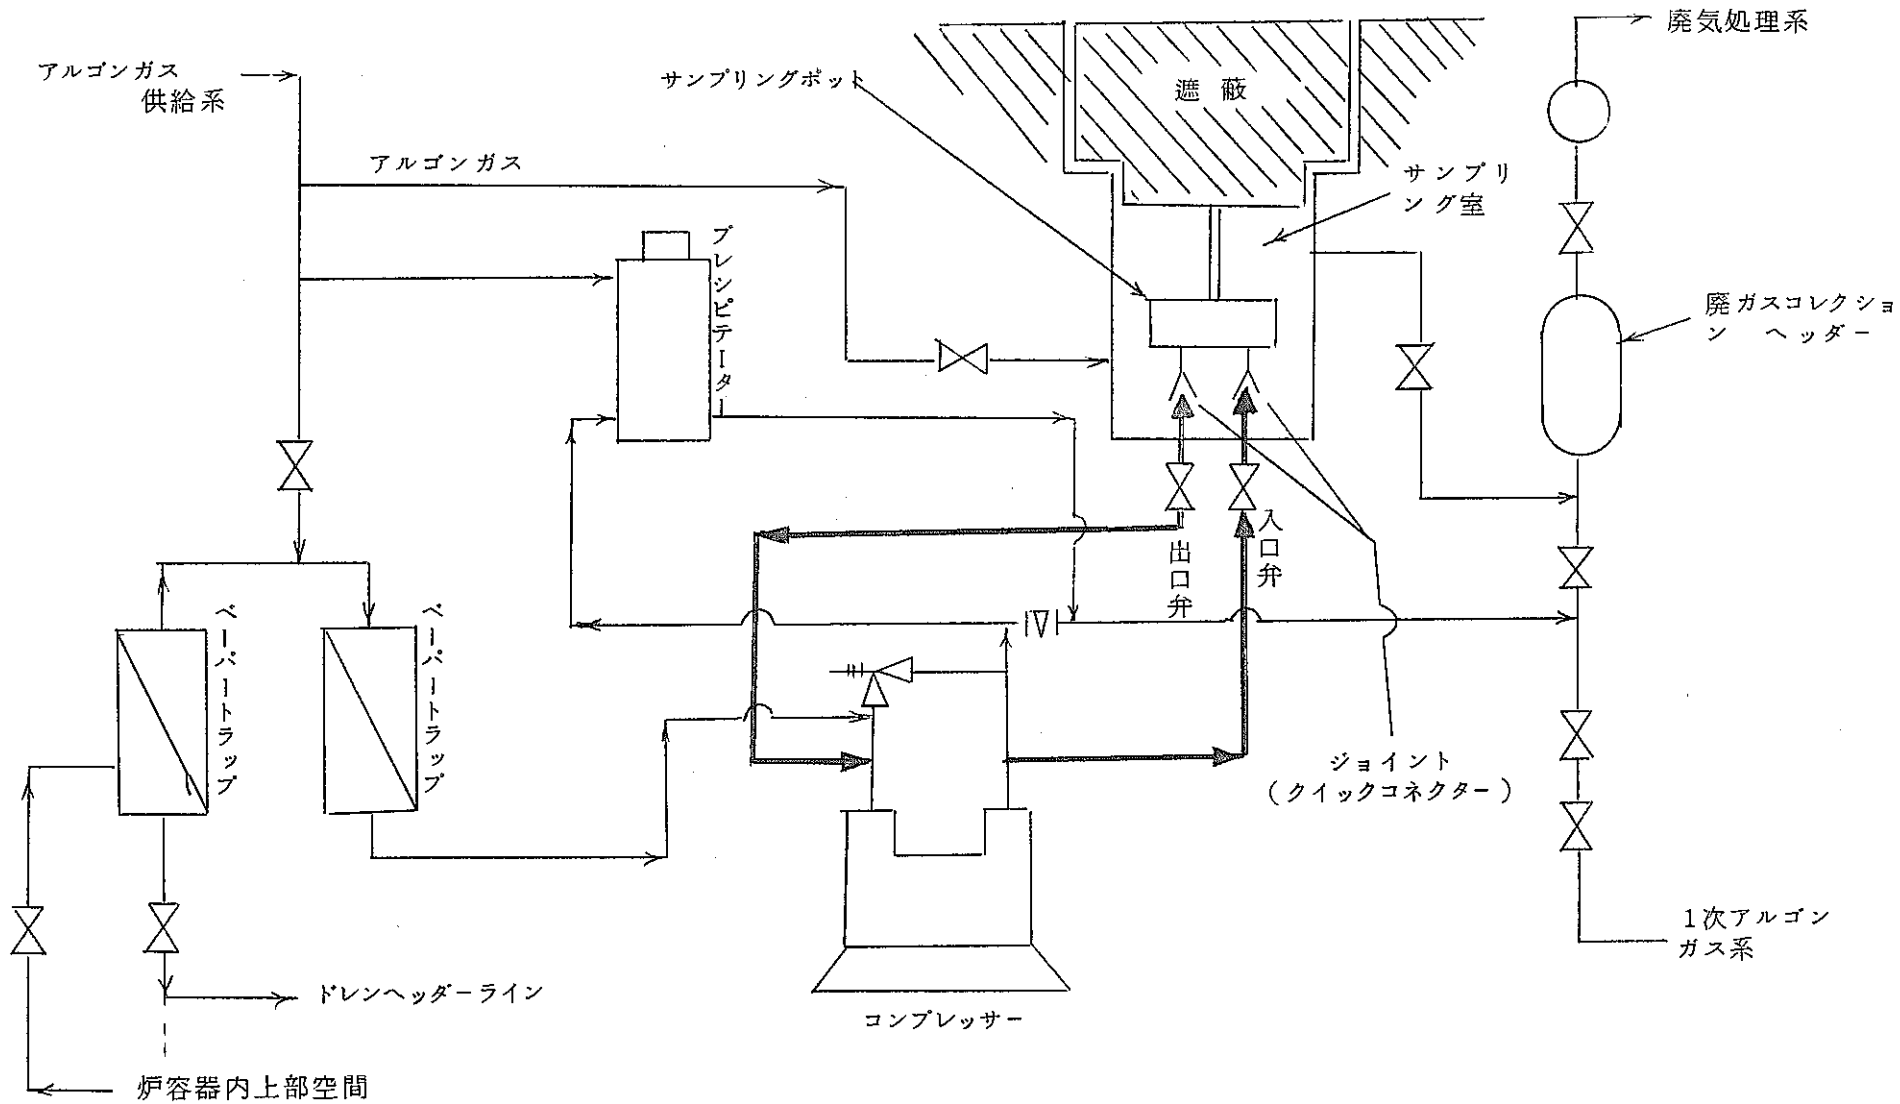 廃気処理系
アルゴンガス
供給系
サンプリングポット
遮蔽
アルゴンガス
サンプリ
ング室
プレシピテーター
廃ガスコレクショ
ン ヘッダー
入口弁
出口弁
ベーパートラップ
ベーパートラップ
ジョイント
(クイックコネクター)
1次アルゴン
ガス系
ドレンヘッダーライン
コンプレッサー
炉容器内上部空間